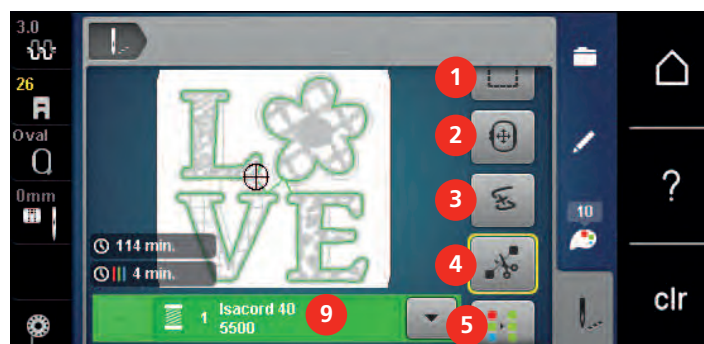 3.0
26
Oval
0mm
LOVE
114 min.
4 min.
1 Isacord 40
5500
1
2
3
4
5
9
10
?
clr